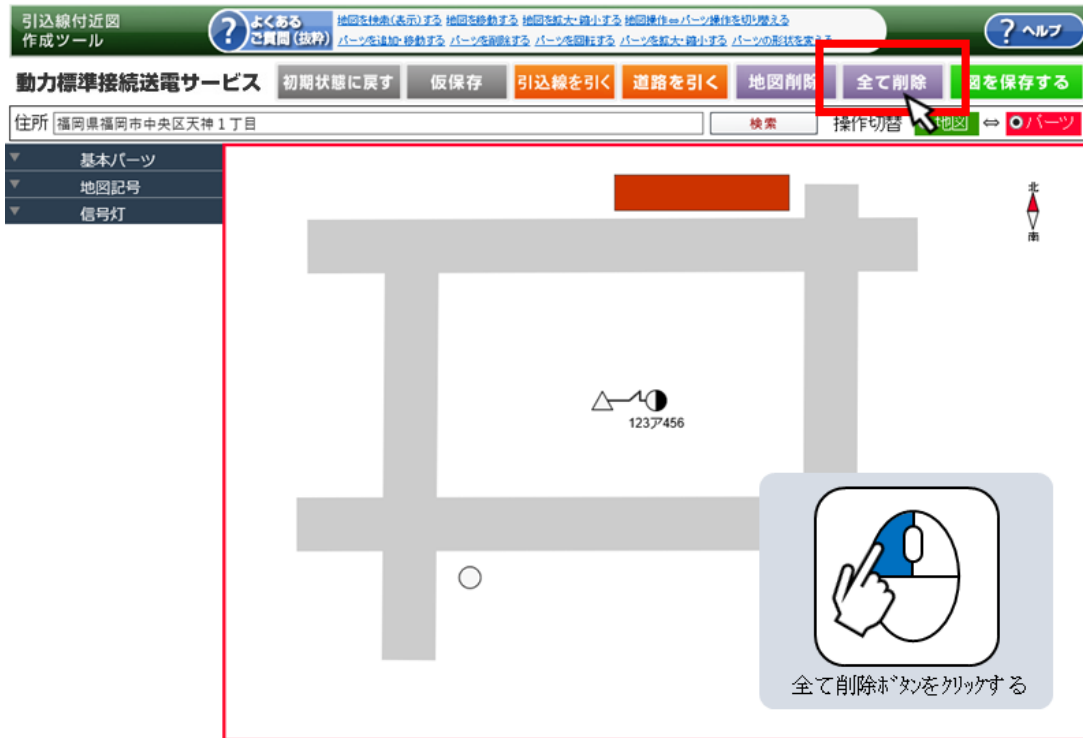 引込線付近図
作成ツール
?
よくある
ご質問(抜粋)
地図を検索(表示)する 地図を移動する 地図を拡大・縮小する 地図操作⇔パーツ操作を切り替える
パーツを追加・移動する パーツを削除する パーツを回転する パーツを拡大・縮小する パーツの形状を変える
? ヘルプ
動力標準接続送電サービス 初期状態に戻す 仮保存 引込線を引く 道路を引く 地図削除 全て削除 図を保存する
住所 福岡県福岡市中央区天神1丁目 検索 操作切替 地図 ⇔ パーツ
基本パーツ
地図記号
信号灯
北
南
123ア456
全て削除ボタンをクリックする